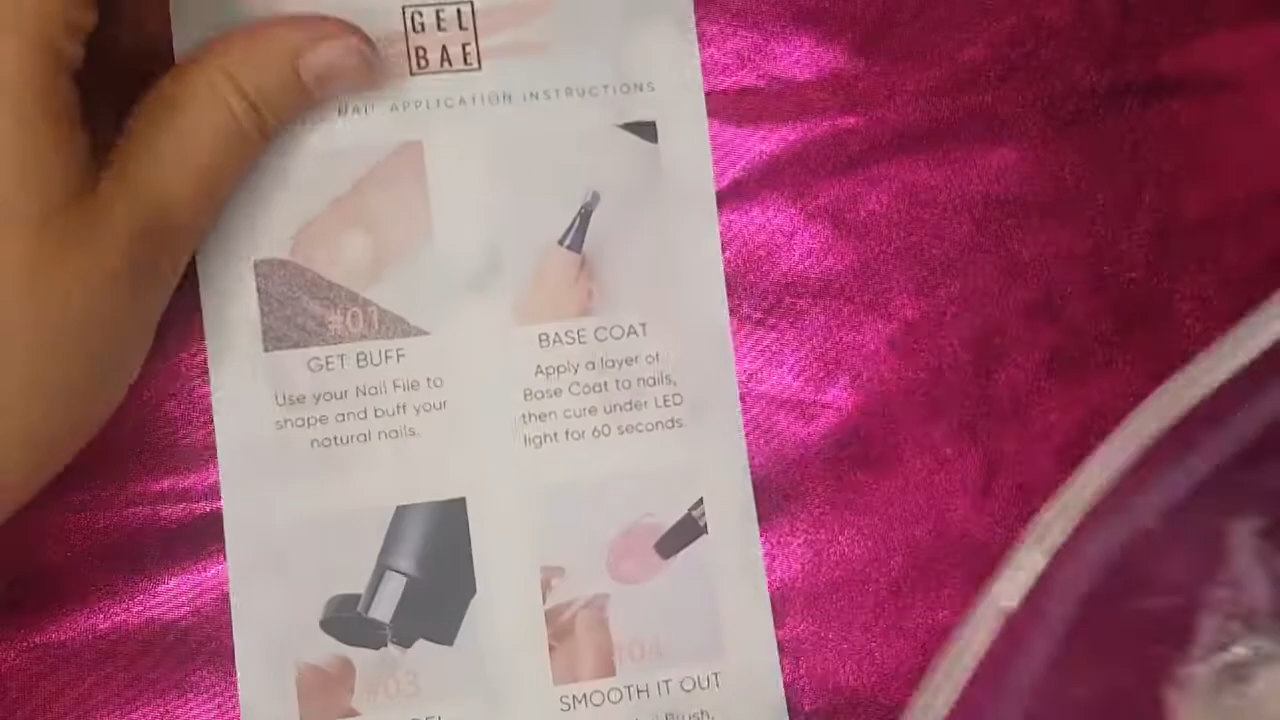 GEL
BAE
NAIL APPLICATION INSTRUCTIONS
#01
GET BUFF
Use your Nail File to
shape and buff your
natural nails.
BASE COAT
Apply a layer of
Base Coat to nails,
then cure under LED
light for 60 seconds.
#03
#04
SMOOTH IT OUT
Brush,